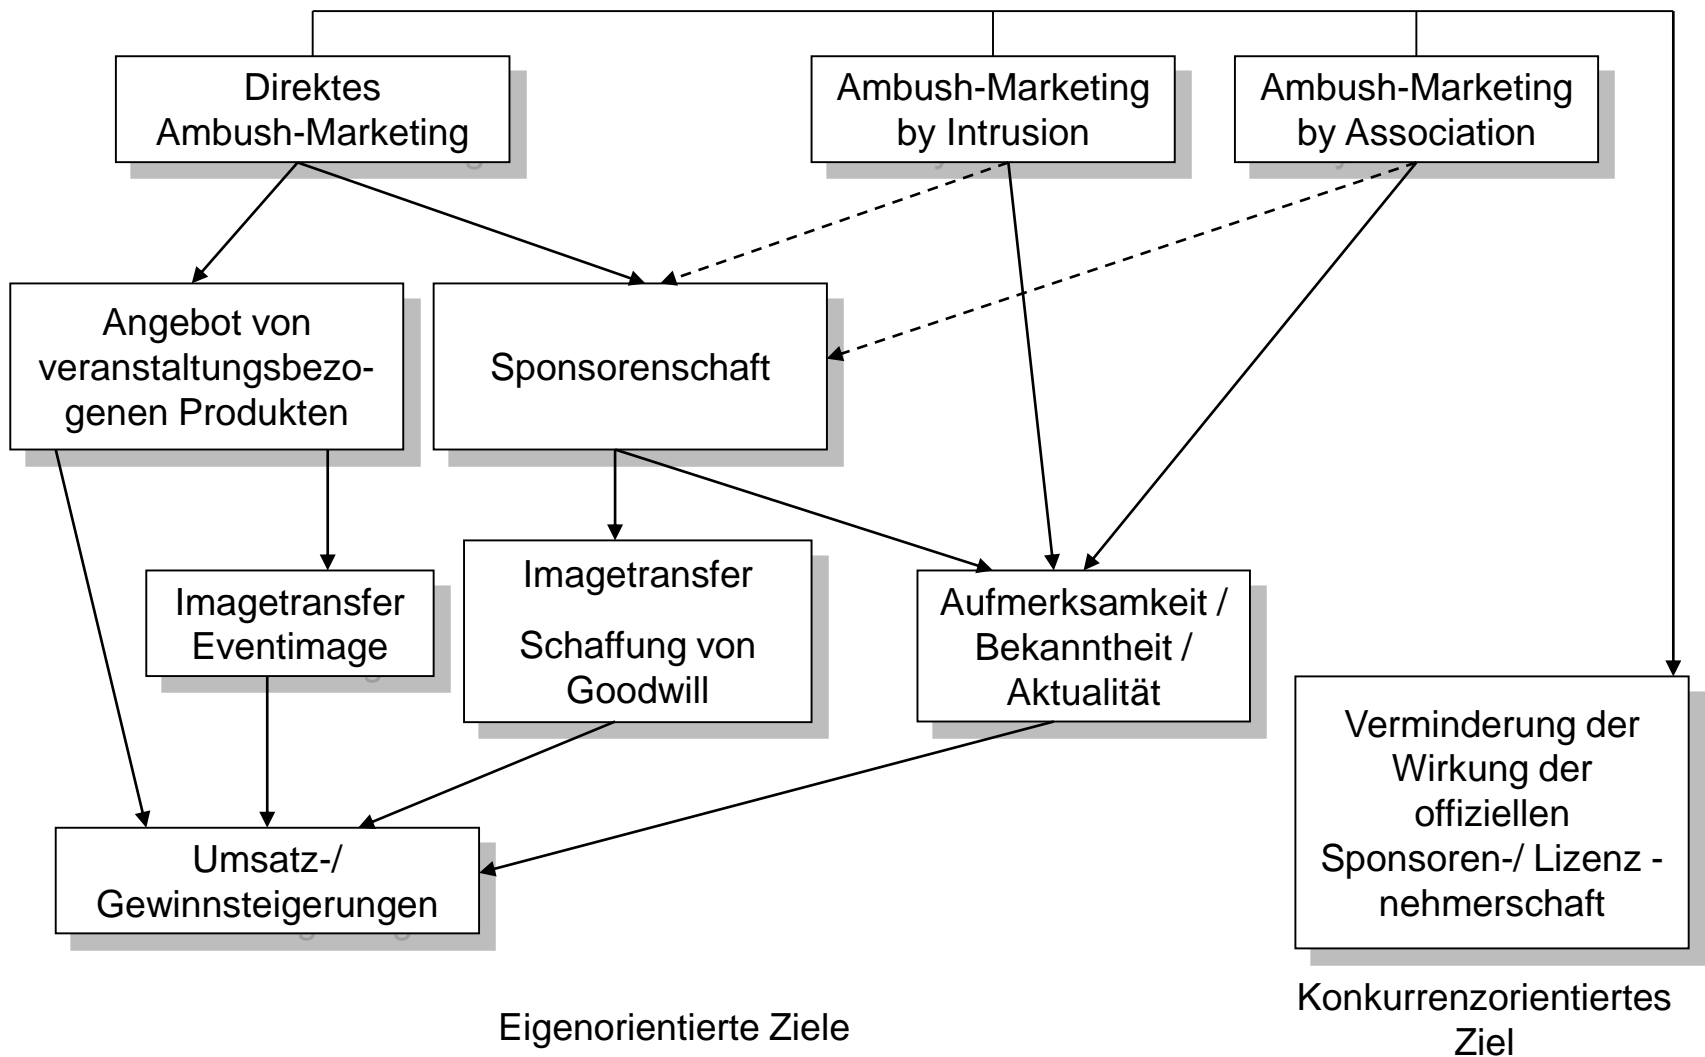 Direktes
Ambush-Marketing
Ambush-Marketing
by Intrusion
Ambush-Marketing
by Association
Angebot von
veranstaltungsbezo-
genen Produkten
Sponsorenschaft
Imagetransfer
Eventimage
Imagetransfer
Schaffung von
Goodwill
Aufmerksamkeit /
Bekanntheit /
Aktualität
Verminderung der
Wirkung der
offiziellen
Sponsoren-/ Lizenz -
nehmerschaft
Umsatz-/
Gewinnsteigerungen
Eigenorientierte Ziele
Konkurrenzorientiertes
Ziel